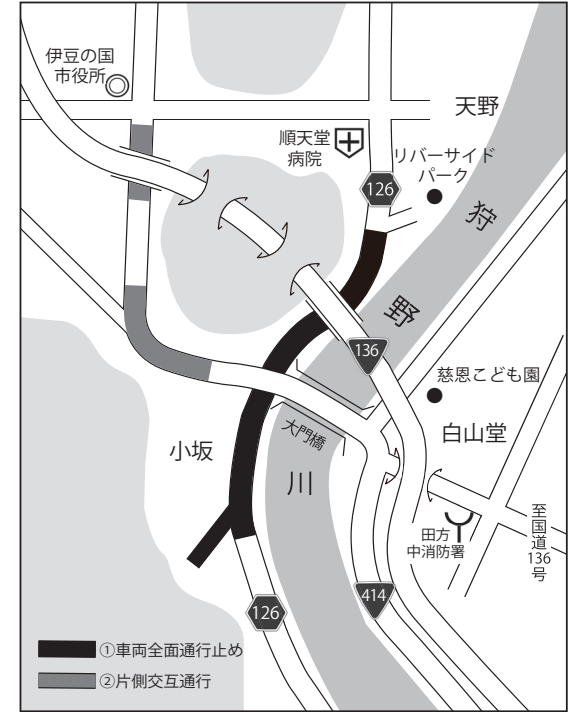 伊豆の国
市役所
天野
順天堂
病院
リバーサイド
パーク
126
狩
野
136
慈恩こども園
白山堂
大門橋
小坂
川
田方
中消防署
至国道136号
414
126
①車両全面通行止め
②片側交互通行